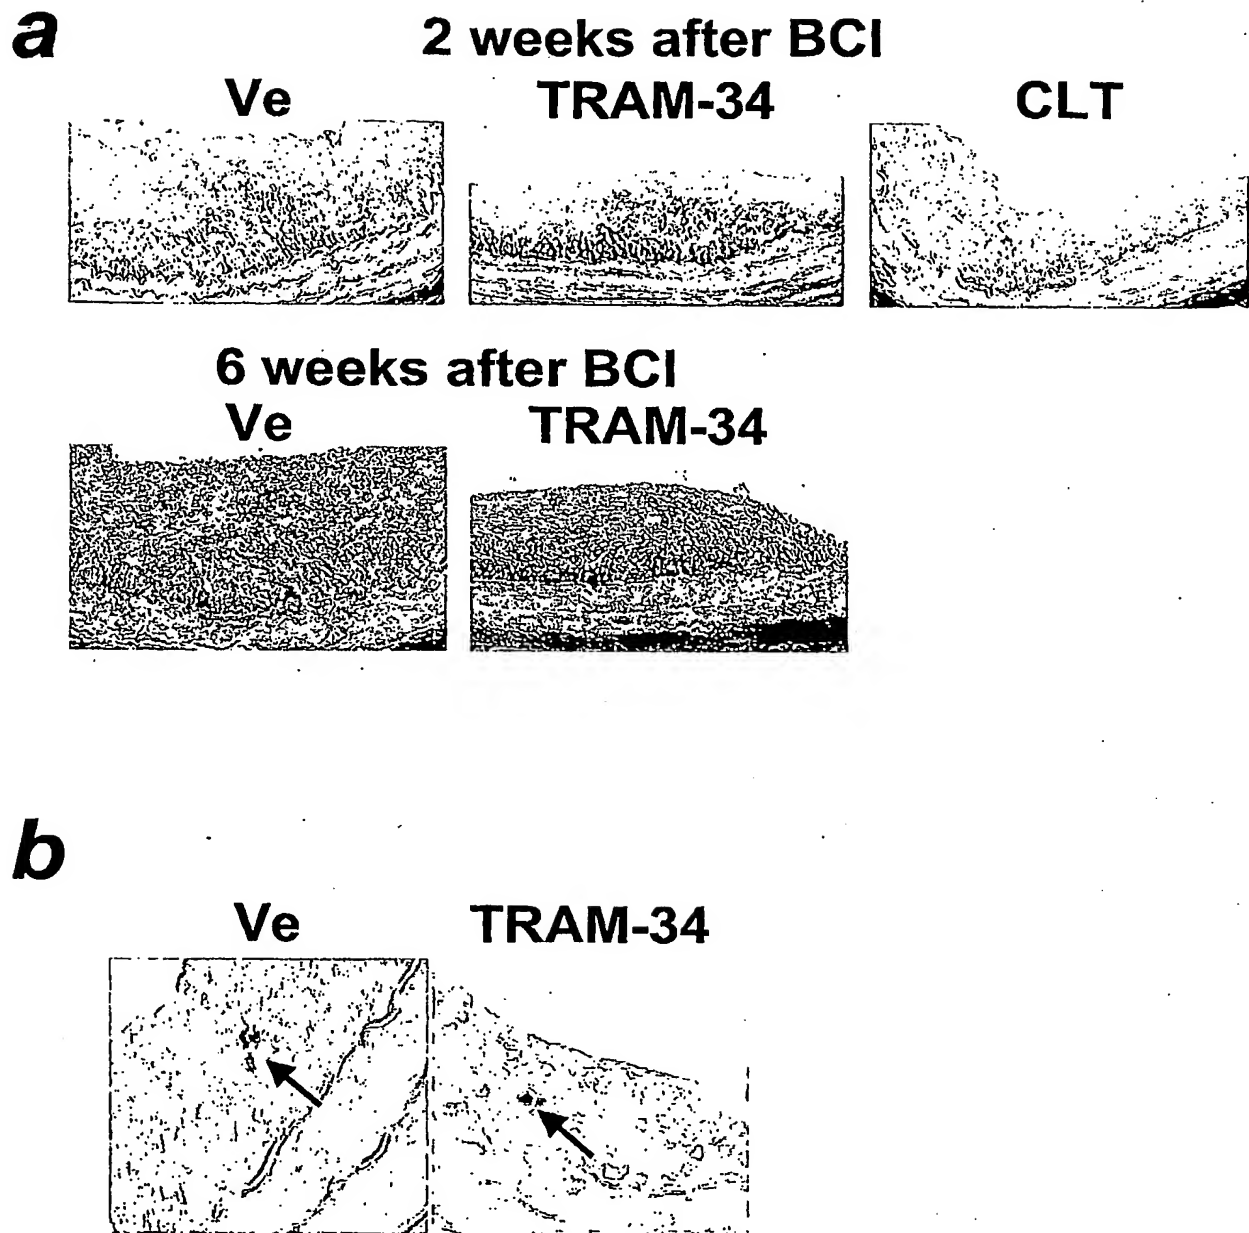 a
2 weeks after BCI
Ve TRAM-34 CLT
6 weeks after BCI
Ve TRAM-34
b
Ve TRAM-34